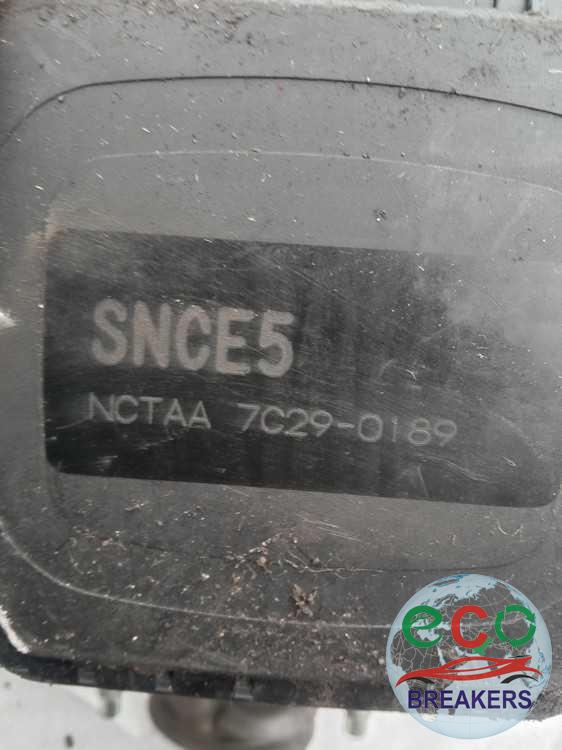 SNCE5
NCTAA 7C29-0189
eco
BREAKERS